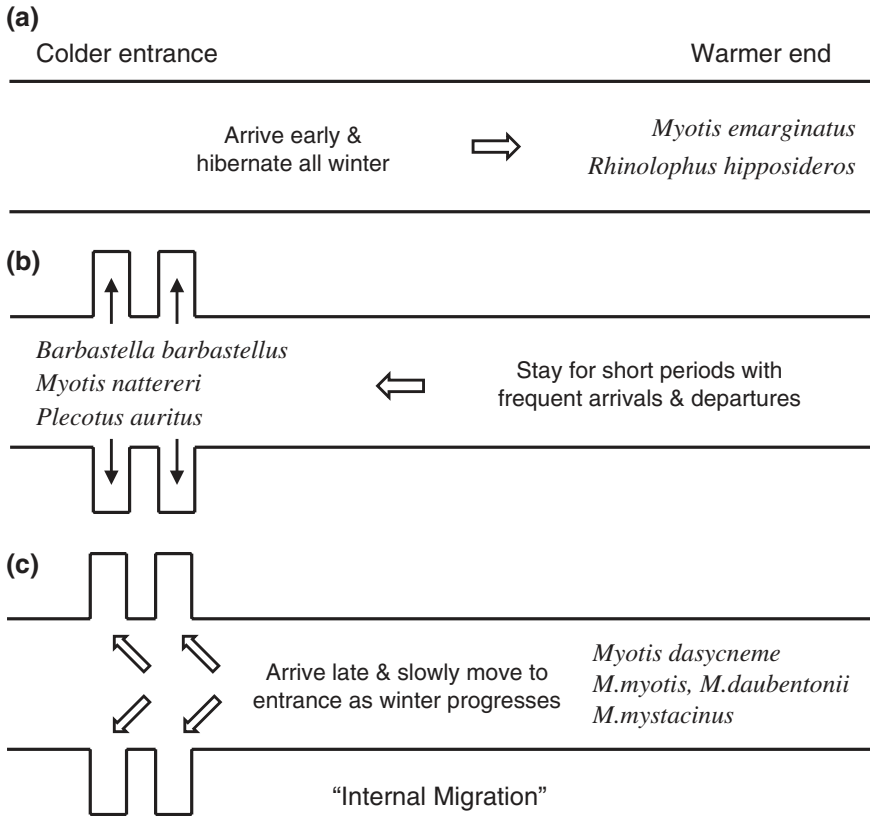 (a)
Colder entrance
Warmer end
Arrive early &
hibernate all winter
Myotis emarginatus
Rhinolophus hipposideros
(b)
Barbastella barbastellus
Myotis nattereri
Plecotus auritus
Stay for short periods with
frequent arrivals & departures
(c)
Arrive late & slowly move to
entrance as winter progresses
Myotis dasycneme
M.myotis, M.daubentonii
M.mystacinus
“Internal Migration”